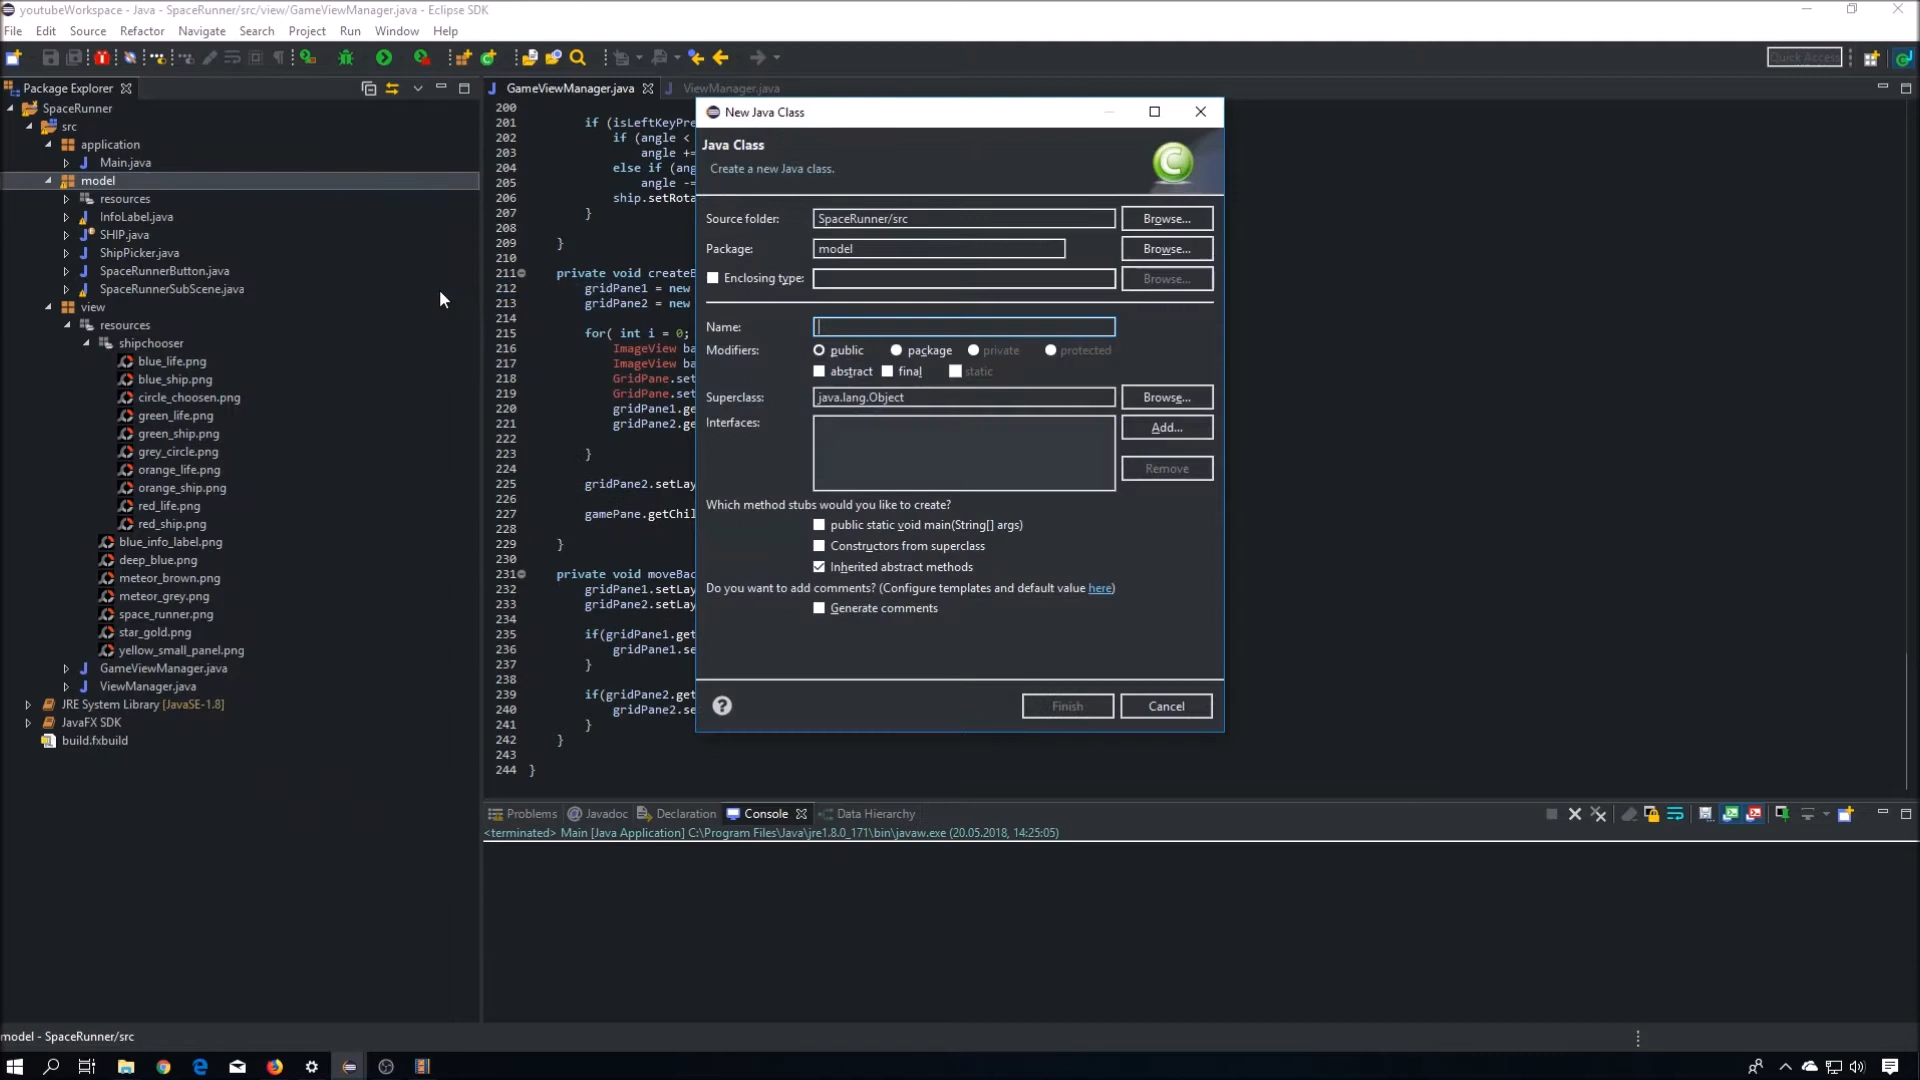 youtubeWorkspace - Java - SpaceRunner/src/view/GameViewManager.java - Eclipse SDK
File Edit Source Refactor Navigate Search Project Run Window Help
Quick Access
Package Explorer
GameViewManager.java
ViewManager.java
SpaceRunner
src
application
Main.java
model
resources
InfoLabel.java
SHIP.java
ShipPicker.java
SpaceRunnerButton.java
SpaceRunnerSubScene.java
view
resources
shipchooser
blue_life.png
blue_ship.png
circle_choosen.png
green_life.png
green_ship.png
grey_circle.png
orange_life.png
orange_ship.png
red_life.png
red_ship.png
blue_info_label.png
deep_blue.png
meteor_brown.png
meteor_grey.png
space_runner.png
star_gold.png
yellow_small_panel.png
GameViewManager.java
ViewManager.java
JRE System Library [JavaSE-1.8]
JavaFX SDK
build.fxbuild
200
201 if (isLeftKeyPre
202 if (angle <
203 angle +=
204 else if (ang
205 angle -=
206 ship.setRota
207 }
208
209 }
210
211 private void createB
212 gridPane1 = new
213 gridPane2 = new
214
215 for( int i = 0;
216 ImageView ba
217 ImageView ba
218 GridPane.set
219 GridPane.set
220 gridPane1.ge
221 gridPane2.ge
222
223 }
224
225 gridPane2.setLay
226
227 gamePane.getChil
228
229 }
230
231 private void moveBac
232 gridPane1.setLay
233 gridPane2.setLay
234
235 if(gridPane1.get
236 gridPane1.se
237 }
238
239 if(gridPane2.get
240 gridPane2.se
241 }
242 }
243
244 }
New Java Class
Java Class
Create a new Java class.
Source folder: SpaceRunner/src Browse...
Package: model Browse...
Enclosing type: Browse...
Name:
Modifiers: public package private protected
abstract final static
Superclass: java.lang.Object Browse...
Interfaces: Add...
Remove
Which method stubs would you like to create?
public static void main(String[] args)
Constructors from superclass
Inherited abstract methods
Do you want to add comments? (Configure templates and default value here)
Generate comments
Finish Cancel
Problems Javadoc Declaration Console Data Hierarchy
<terminated> Main [Java Application] C:\Program Files\Java\jre1.8.0_171\bin\javaw.exe (20.05.2018, 14:25:05)
model - SpaceRunner/src